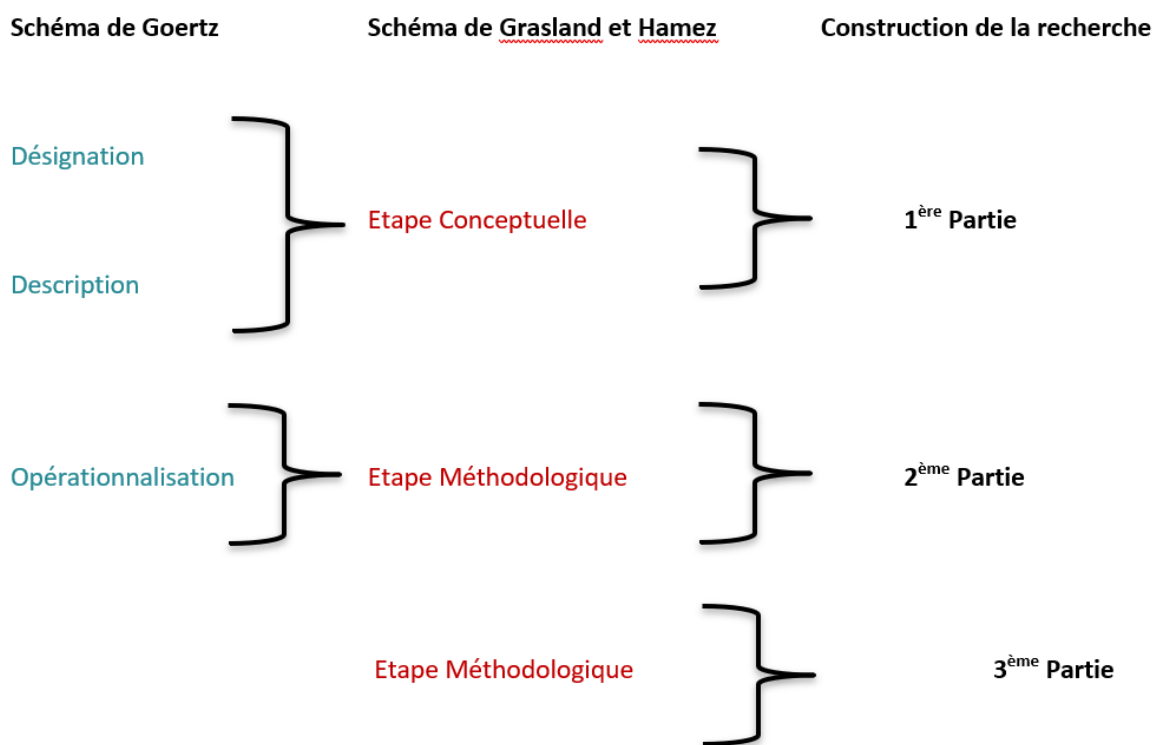 Schéma de Goertz
Schéma de Grasland et Hamez
Construction de la recherche
Désignation
Etape Conceptuelle
1ère Partie
Description
Opérationnalisation
Etape Méthodologique
2ème Partie
Etape Méthodologique
3ème Partie